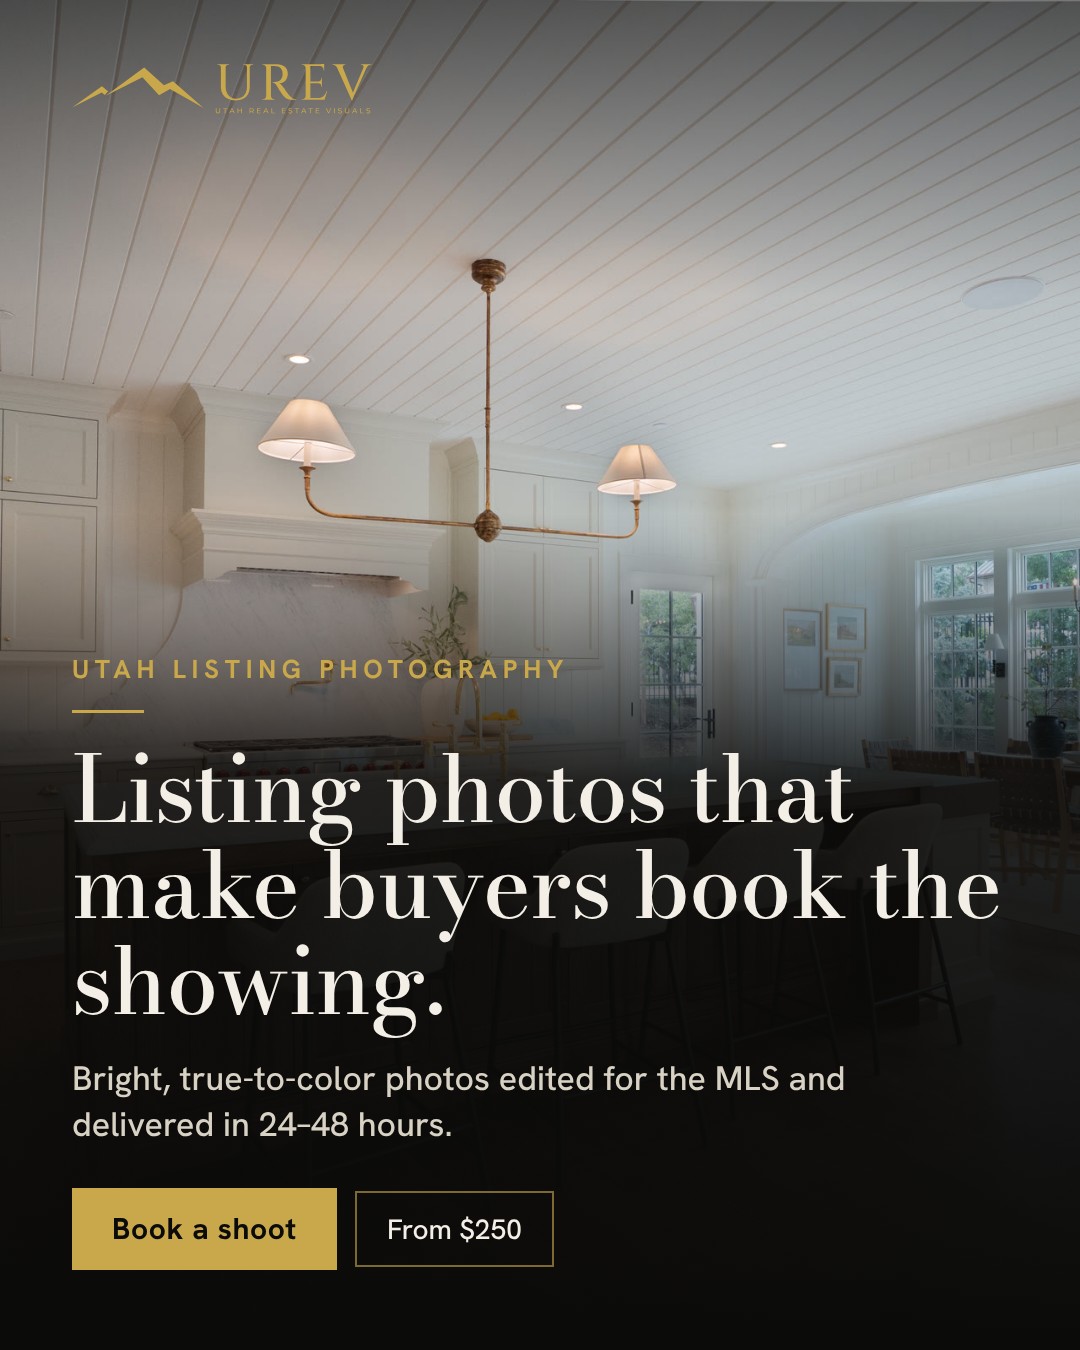 UREV
UTAH REAL ESTATE VISUALS
UTAH LISTING PHOTOGRAPHY
Listing photos that
make buyers book the
showing.
Bright, true-to-color photos edited for the MLS and
delivered in 24–48 hours.
Book a shoot
From $250